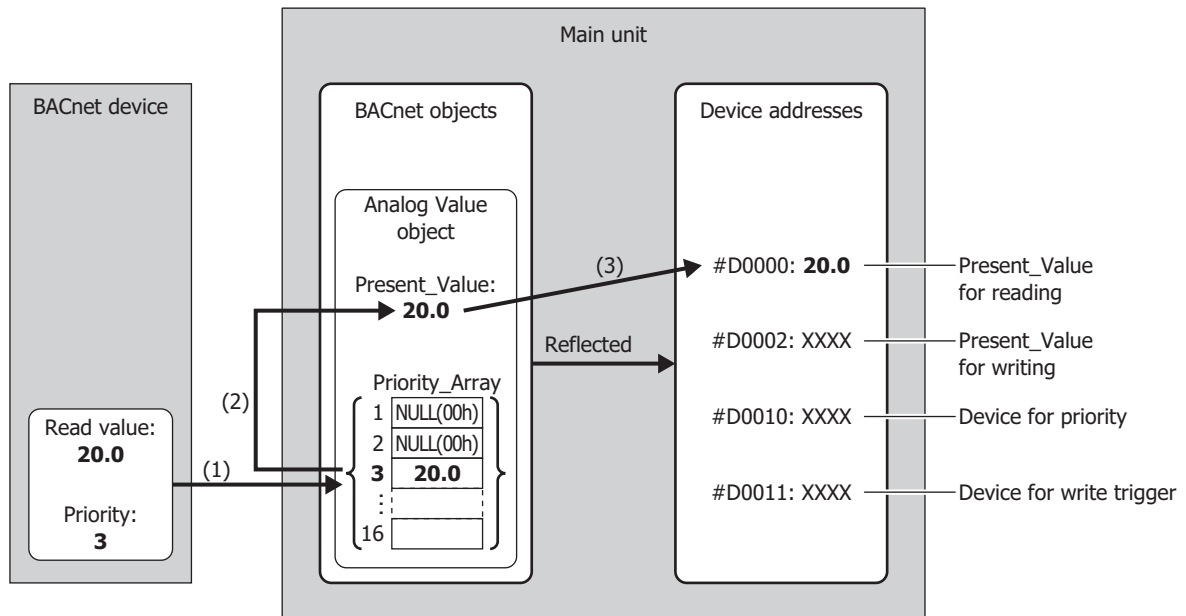 Main unit
BACnet device
BACnet objects
Device addresses
Analog Value
object
Present_Value:
20.0
(3)
#D0000: 20.0
Present_Value
for reading
Reflected
#D0002: XXXX
Present_Value
for writing
(2)
Priority_Array
1 NULL(00h)
2 NULL(00h)
3 20.0
:
16
#D0010: XXXX
Device for priority
Read value:
20.0
(1)
Priority:
3
#D0011: XXXX
Device for write trigger